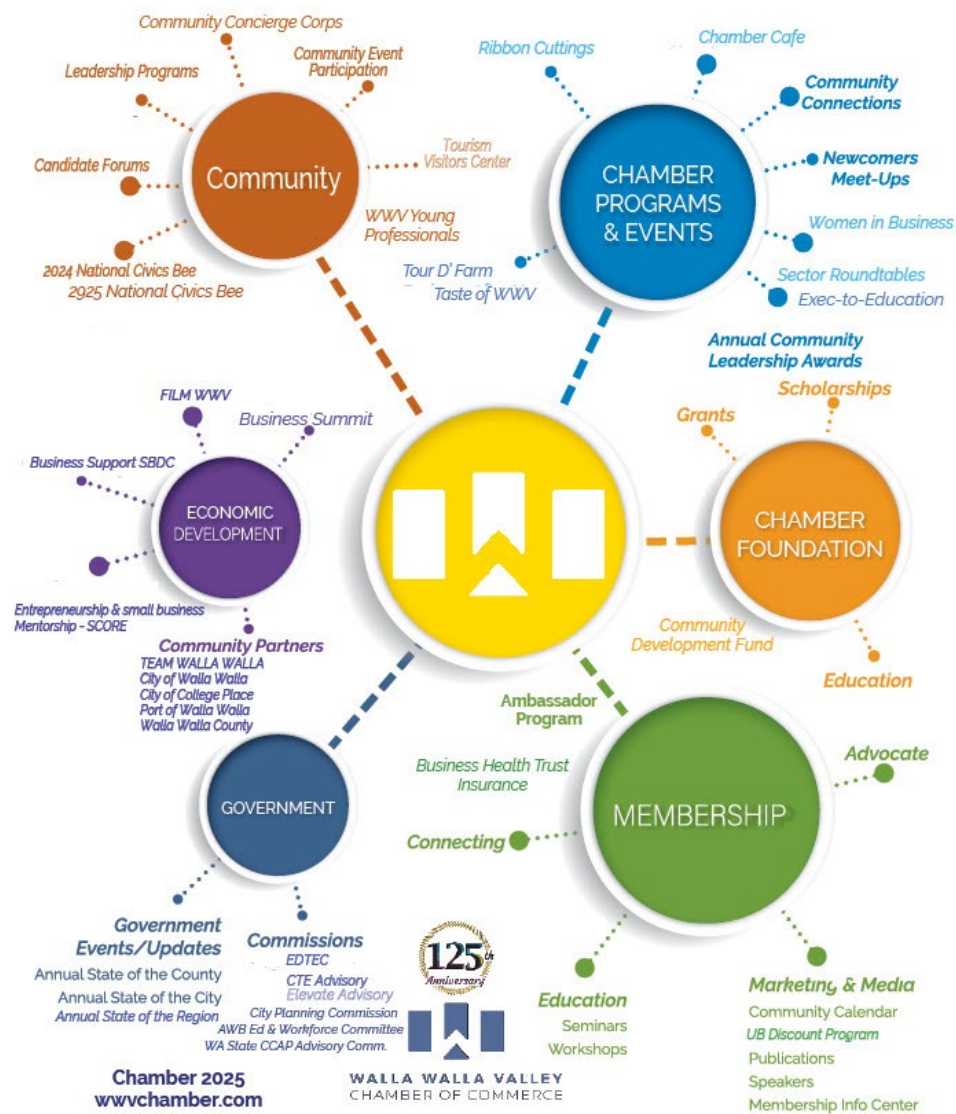 Community Concierge Corps
Leadership Programs
Community Event
Participation
Candidate Forums
Community
Tourism
Visitors Center
WWV Young
Professionals
2024 National Civics Bee
2925 National Civics Bee
Ribbon Cuttings
Chamber Cafe
Community
Connections
CHAMBER
PROGRAMS
& EVENTS
Newcomers
Meet-Ups
Women in Business
Tour D' Farm
Taste of WWV
Sector Roundtables
Exec-to-Education
Annual Community
Leadership Awards
FILM WWV
Business Summit
Business Support SBDC
ECONOMIC
DEVELOPMENT
Entrepreneurship & small business
Mentorship - SCORE
Community Partners
TEAM WALLA WALLA
City of Walla Walla
City of College Place
Port of Walla Walla
Walla Walla County
W
Scholarships
Grants
CHAMBER
FOUNDATION
Community
Development Fund
Education
Ambassador
Program
Business Health Trust
Insurance
Advocate
MEMBERSHIP
Connecting
Education
Seminars
Workshops
Marketing & Media
Community Calendar
UB Discount Program
Publications
Speakers
Membership Info Center
GOVERNMENT
Government
Events/Updates
Annual State of the County
Annual State of the City
Annual State of the Region
Commissions
EDTEC
CTE Advisory
Elevate Advisory
City Planning Commission
AWB Ed & Workforce Committee
WA State CCAP Advisory Comm.
125th
Anniversary
W
WALLA WALLA VALLEY
CHAMBER OF COMMERCE
Chamber 2025
wwvchamber.com